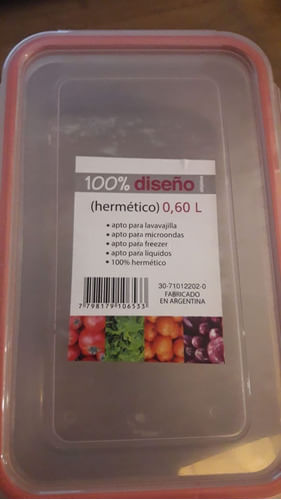 100% diseño
(hermético) 0,60 L
• apto para lavavajilla
• apto para microondas
• apto para freezer
• apto para líquidos
• 100% hermético
30-71012202-0
FABRICADO
EN ARGENTINA
7 798179 106533